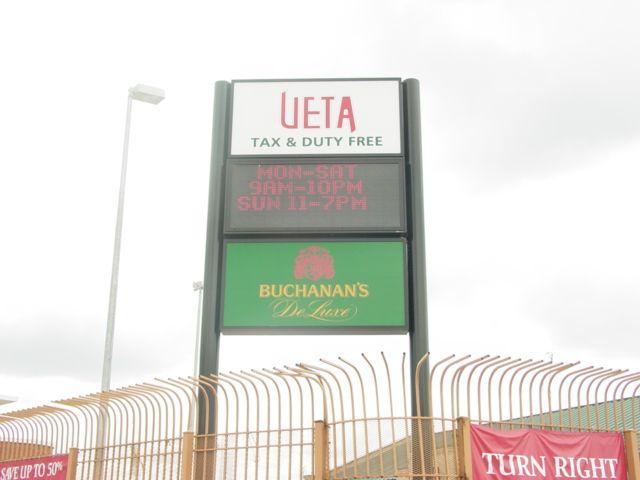 UETA
TAX & DUTY FREE
MON-SAT
9AM-10PM
SUN 11-7PM
BUCHANAN'S
De Luxe
SAVE UP TO 50%
TURN RIGHT